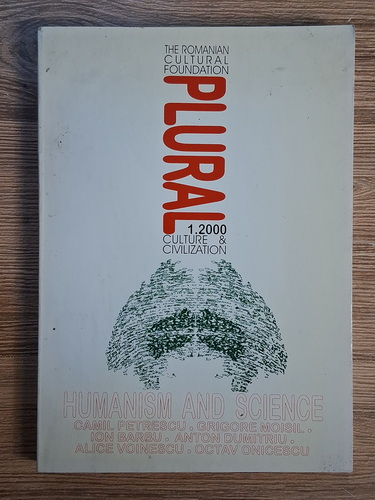 THE ROMANIAN
CULTURAL
FOUNDATION
PLURAL
1.2000
CULTURE &
CIVILIZATION
HUMANISM AND SCIENCE
CAMIL PETRESCU . GRIGORE MOISIL .
ION BARBU . ANTON DUMITRIU .
ALICE VOINESCU . OCTAV ONICESCU